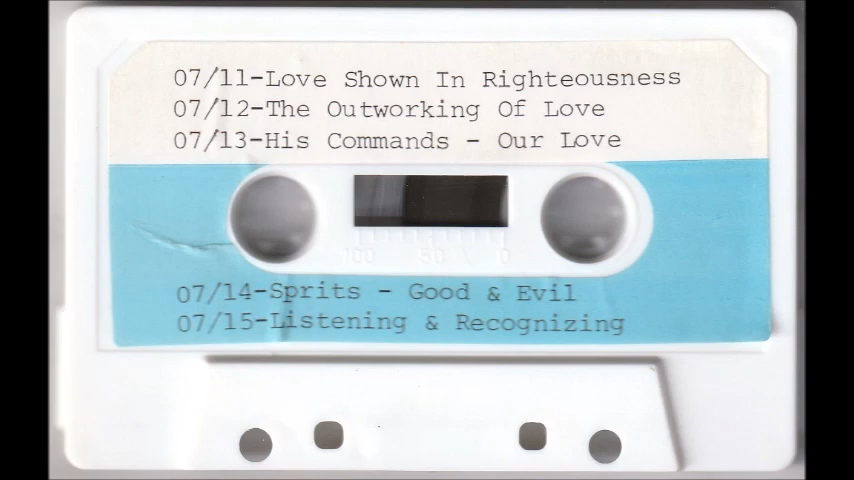 07/11-Love Shown In Righteousness
07/12-The Outworking Of Love
07/13-His Commands - Our Love
100 50 0
07/14-Sprits - Good & Evil
07/15-Listening & Recognizing